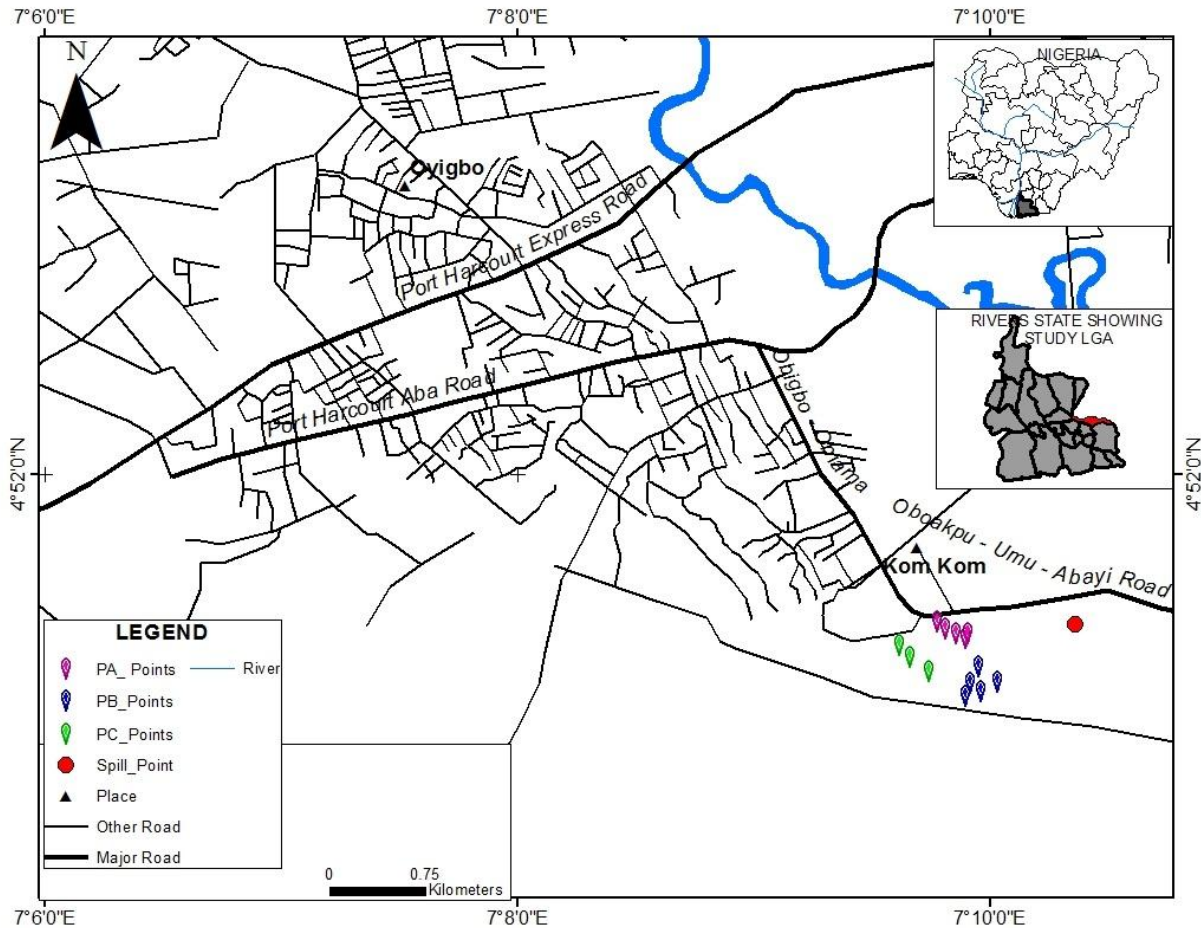 7°6'0"E 7°8'0"E 7°10'0"E
N
NIGERIA
Oyigbo
Port Harcourt Express Road
RIVERS STATE SHOWING
STUDY LGA
Port Harcourt Aba Road
Obigbo - Okoloma
4°52'0"N 4°52'0"N
Oboakpu - Umu - Abayi Road
Kom Kom
LEGEND
PA_ Points River
PB_Points
PC_Points
Spill_Point
Place
Other Road
Major Road
0 0.75
Kilometers
7°6'0"E 7°8'0"E 7°10'0"E